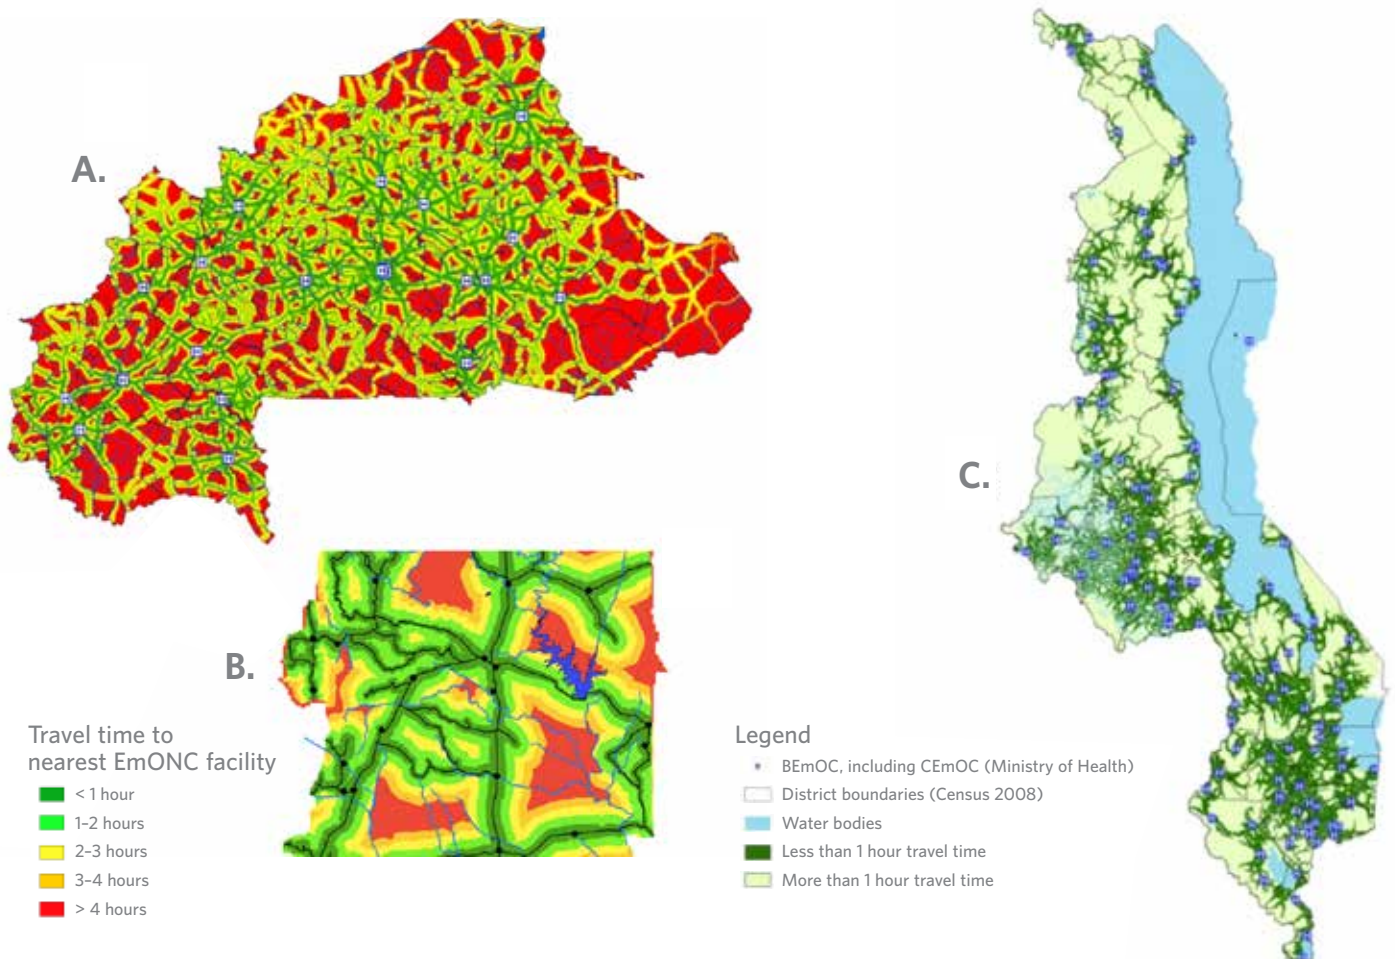 A.
B.
C.
Travel time to
nearest EmONC facility
< 1 hour
1–2 hours
2–3 hours
3–4 hours
> 4 hours
Legend
BEmOC, including CEmOC (Ministry of Health)
District boundaries (Census 2008)
Water bodies
Less than 1 hour travel time
More than 1 hour travel time